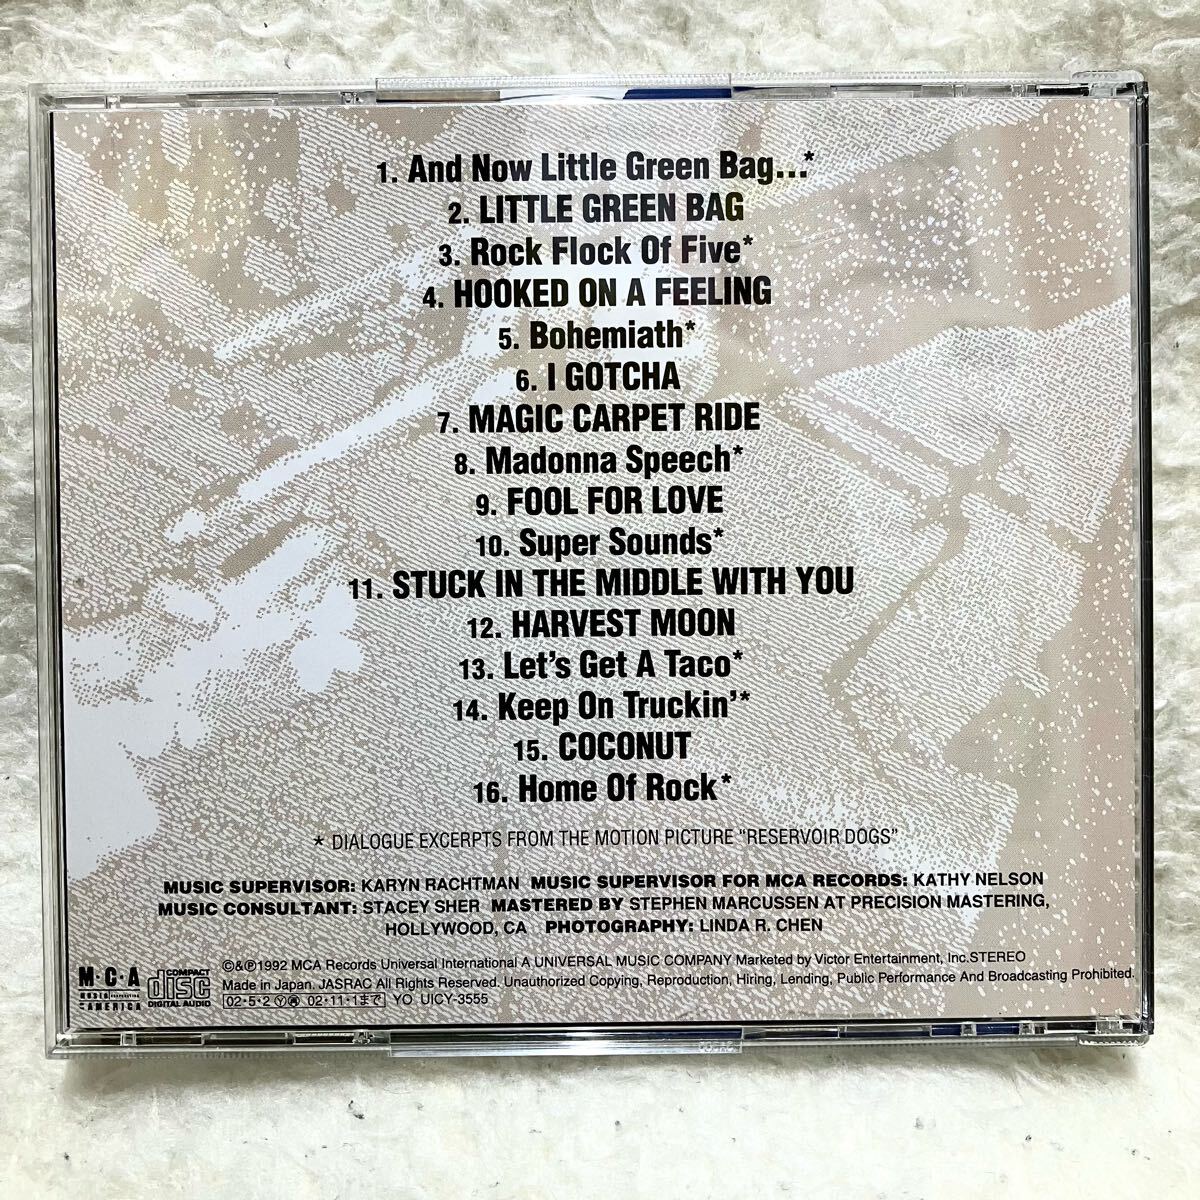 1. And Now Little Green Bag...*
2. LITTLE GREEN BAG
3. Rock Flock Of Five*
4. HOOKED ON A FEELING
5. Bohemiath*
6. I GOTCHA
7. MAGIC CARPET RIDE
8. Madonna Speech*
9. FOOL FOR LOVE
10. Super Sounds*
11. STUCK IN THE MIDDLE WITH YOU
12. HARVEST MOON
13. Let's Get A Taco*
14. Keep On Truckin'*
15. COCONUT
16. Home Of Rock*
* DIALOGUE EXCERPTS FROM THE MOTION PICTURE "RESERVOIR DOGS"
MUSIC SUPERVISOR: KARYN RACHTMAN MUSIC SUPERVISOR FOR MCA RECORDS: KATHY NELSON
MUSIC CONSULTANT: STACEY SHER MASTERED BY STEPHEN MARCUSSEN AT PRECISION MASTERING,
HOLLYWOOD, CA PHOTOGRAPHY: LINDA R. CHEN
M·C·A
AMERICA
COMPACT
disc
DIGITAL AUDIO
©&℗1992 MCA Records Universal International A UNIVERSAL MUSIC COMPANY Marketed by Victor Entertainment, Inc.STEREO
Made in Japan. JASRAC All Rights Reserved. Unauthorized Copying, Reproduction, Hiring, Lending, Public Performance And Broadcasting Prohibited.
02·5·2 Ⓨ 02·11·1まで YO UICY-3555